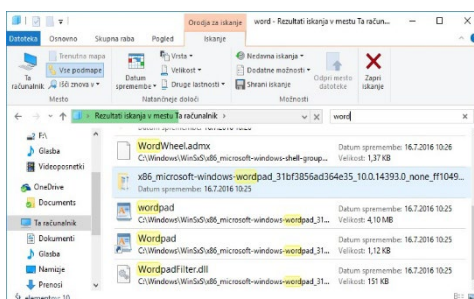 Orodja za iskanje
word - Rezultati iskanja v mestu Ta račun...
Datoteka Osnovno Skupna raba Pogled Iskanje
Ta računalnik
Trenutna mapa
Vse podmape
Išči znova v
Mesto
Datum spremembe
Vrsta
Velikost
Druge lastnosti
Natančneje določi
Nedavna iskanja
Dodatne možnosti
Shrani iskanje
Odpri mesto datoteke
Možnosti
Zapri iskanje
Rezultati iskanja v mestu Ta računalnik
word
F:\
Glasba
Videoposnetki
OneDrive
Documents
Ta računalnik
Dokumenti
Glasba
Namizje
Prenosi
WordWheel.admx
C:\Windows\WinSxS\x86_microsoft-windows-shell-group...
Datum spremembe: 16.7.2016 10:25
Velikost: 1,37 KB
x86_microsoft-windows-wordpad_31bf3856ad364e35_10.0.14393.0_none_ff1049...
Datum spremembe: 16.7.2016 10:25
wordpad
C:\Windows\WinSxS\x86_microsoft-windows-wordpad_31...
Datum spremembe: 16.7.2016 10:25
Velikost: 4,10 MB
Wordpad
C:\Windows\WinSxS\x86_microsoft-windows-wordpad_31...
Datum spremembe: 16.7.2016 10:25
Velikost: 1,12 KB
WordpadFilter.dll
C:\Windows\WinSxS\x86_microsoft-windows-wordpad_31...
Datum spremembe: 16.7.2016 10:25
Velikost: 151 KB